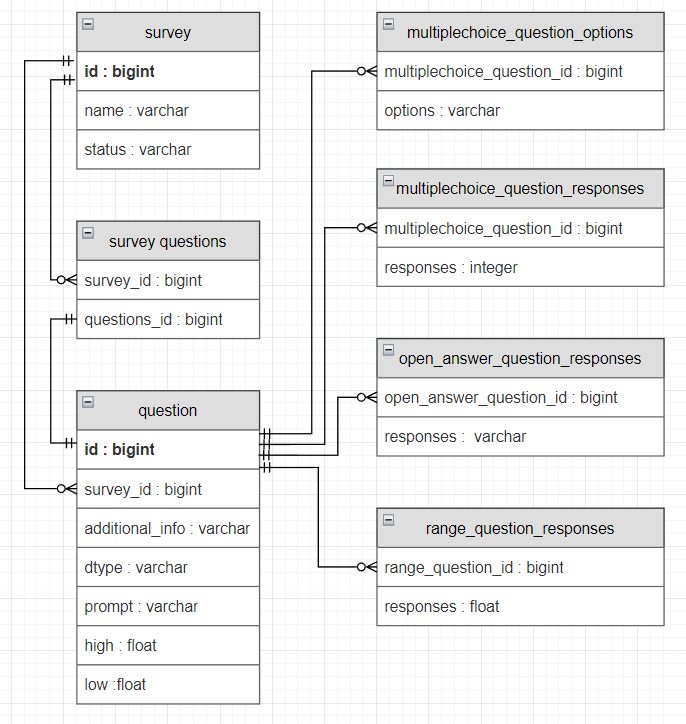 survey
id : bigint
name : varchar
status : varchar
survey questions
survey_id : bigint
questions_id : bigint
question
id : bigint
survey_id : bigint
additional_info : varchar
dtype : varchar
prompt : varchar
high : float
low :float
multiplechoice_question_options
multiplechoice_question_id : bigint
options : varchar
multiplechoice_question_responses
multiplechoice_question_id : bigint
responses : integer
open_answer_question_responses
open_answer_question_id : bigint
responses :  varchar
range_question_responses
range_question_id : bigint
responses : float